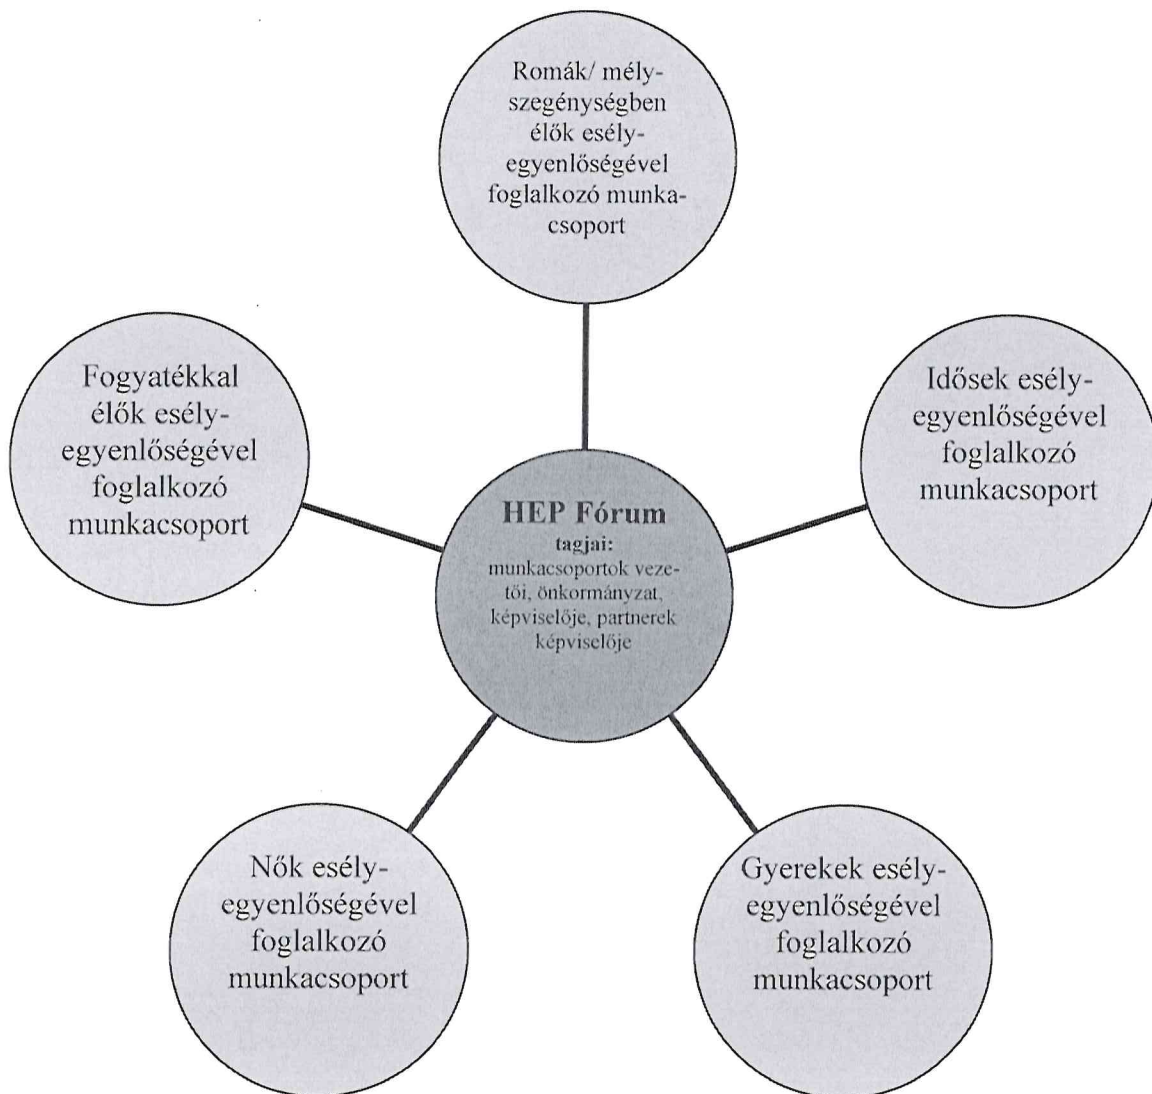 Romák/ mély-
szegénységben
élők esély-
egyenlőségével
foglalkozó munka-
csoport
Fogyatékkal
élők esély-
egyenlőségével
foglalkozó
munkacsoport
Idősek esély-
egyenlőségével
foglalkozó
munkacsoport
HEP Fórum
tagjai:
munkacsoportok veze-
tői, önkormányzat,
képviselője, partnerek
képviselője
Nők esély-
egyenlőségével
foglalkozó
munkacsoport
Gyerekek esély-
egyenlőségével
foglalkozó
munkacsoport